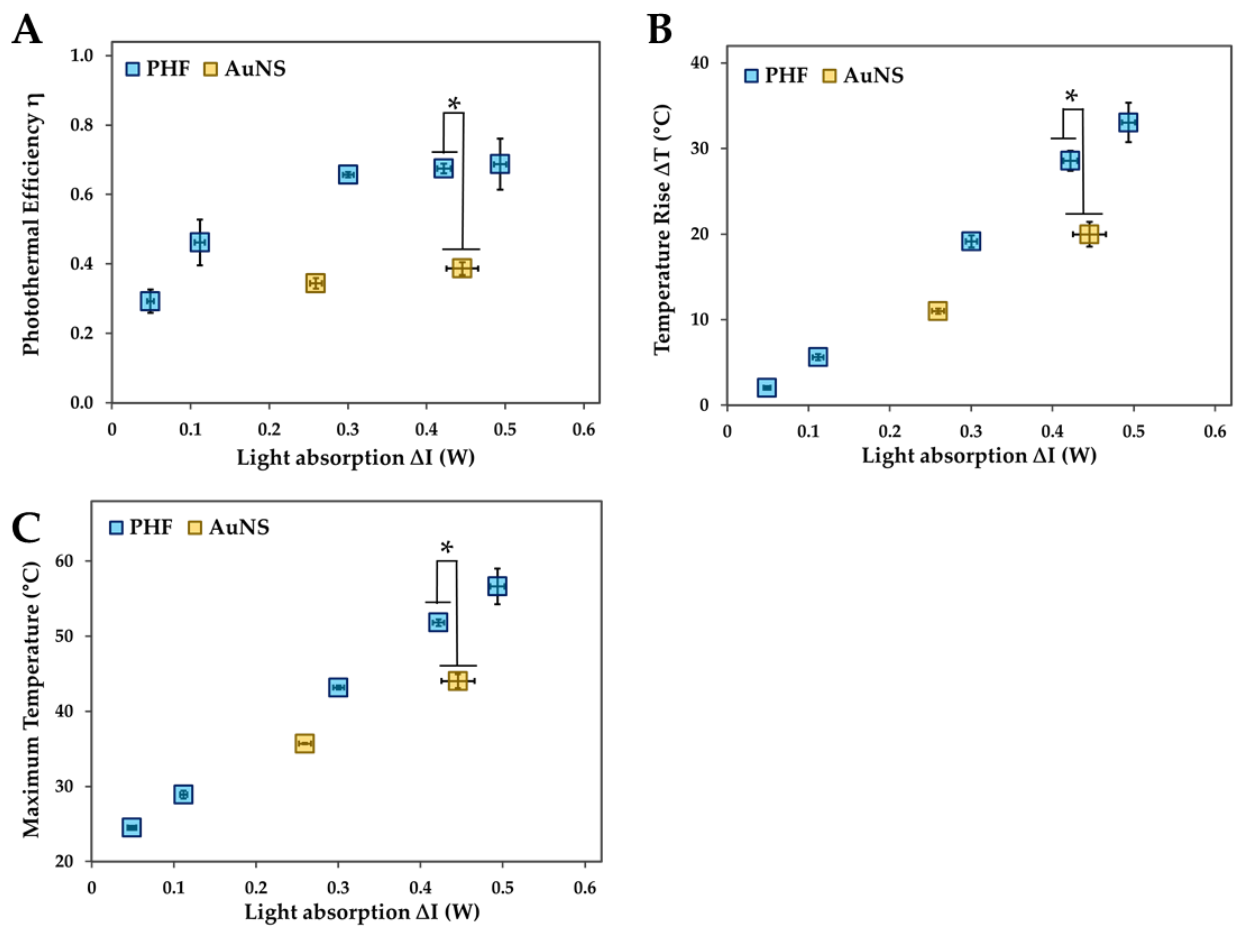 A
PHF AuNS
Photothermal Efficiency η
1.0
0.8
0.6
0.4
0.2
0.0
0 0.1 0.2 0.3 0.4 0.5 0.6
Light absorption ΔI (W)
*
B
PHF AuNS
Temperature Rise ΔT (°C)
40
30
20
10
0
0 0.1 0.2 0.3 0.4 0.5 0.6
Light absorption ΔI (W)
*
C
PHF AuNS
Maximum Temperature (°C)
60
50
40
30
20
0 0.1 0.2 0.3 0.4 0.5 0.6
Light absorption ΔI (W)
*